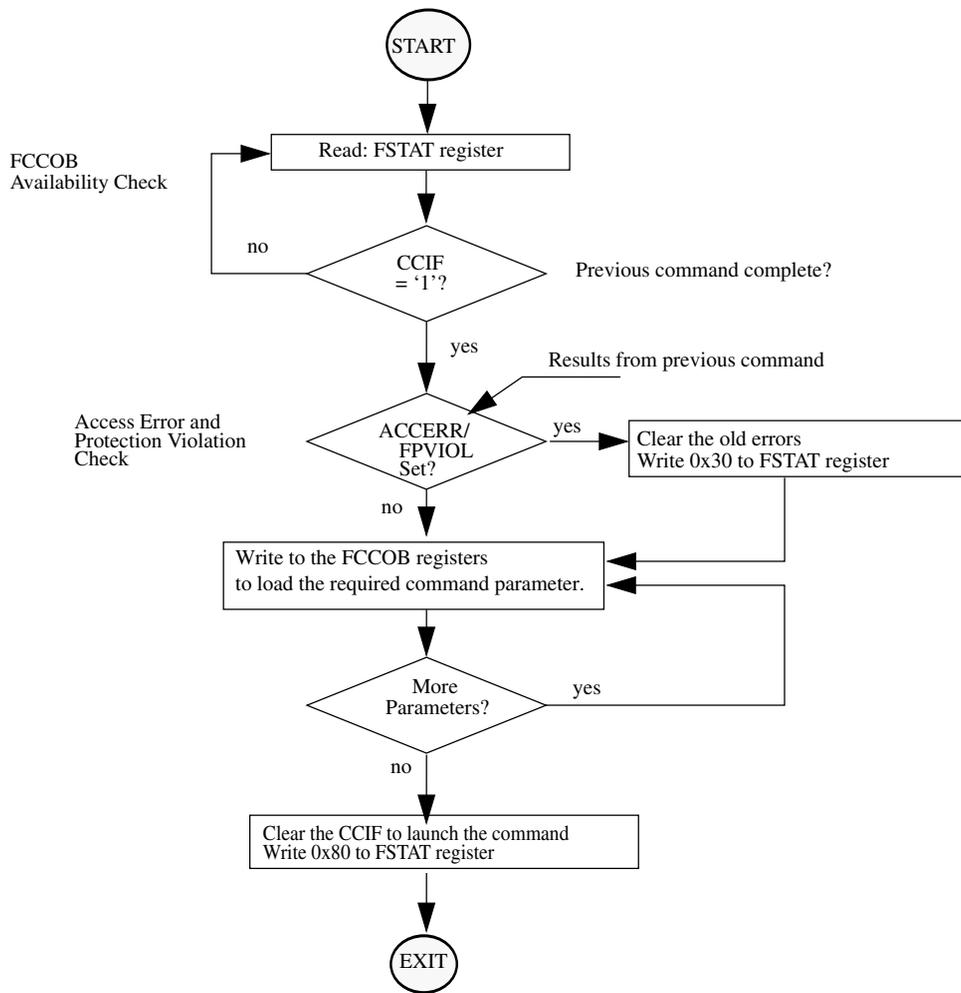 START
Read: FSTAT register
FCCOB
Availability Check
no
CCIF
= ‘1’?
Previous command complete?
yes
Results from previous command
Access Error and
Protection Violation
Check
ACCERR/
FPVIOL
Set?
yes
Clear the old errors
Write 0x30 to FSTAT register
no
Write to the FCCOB registers
to load the required command parameter.
More
Parameters?
yes
no
Clear the CCIF to launch the command
Write 0x80 to FSTAT register
EXIT